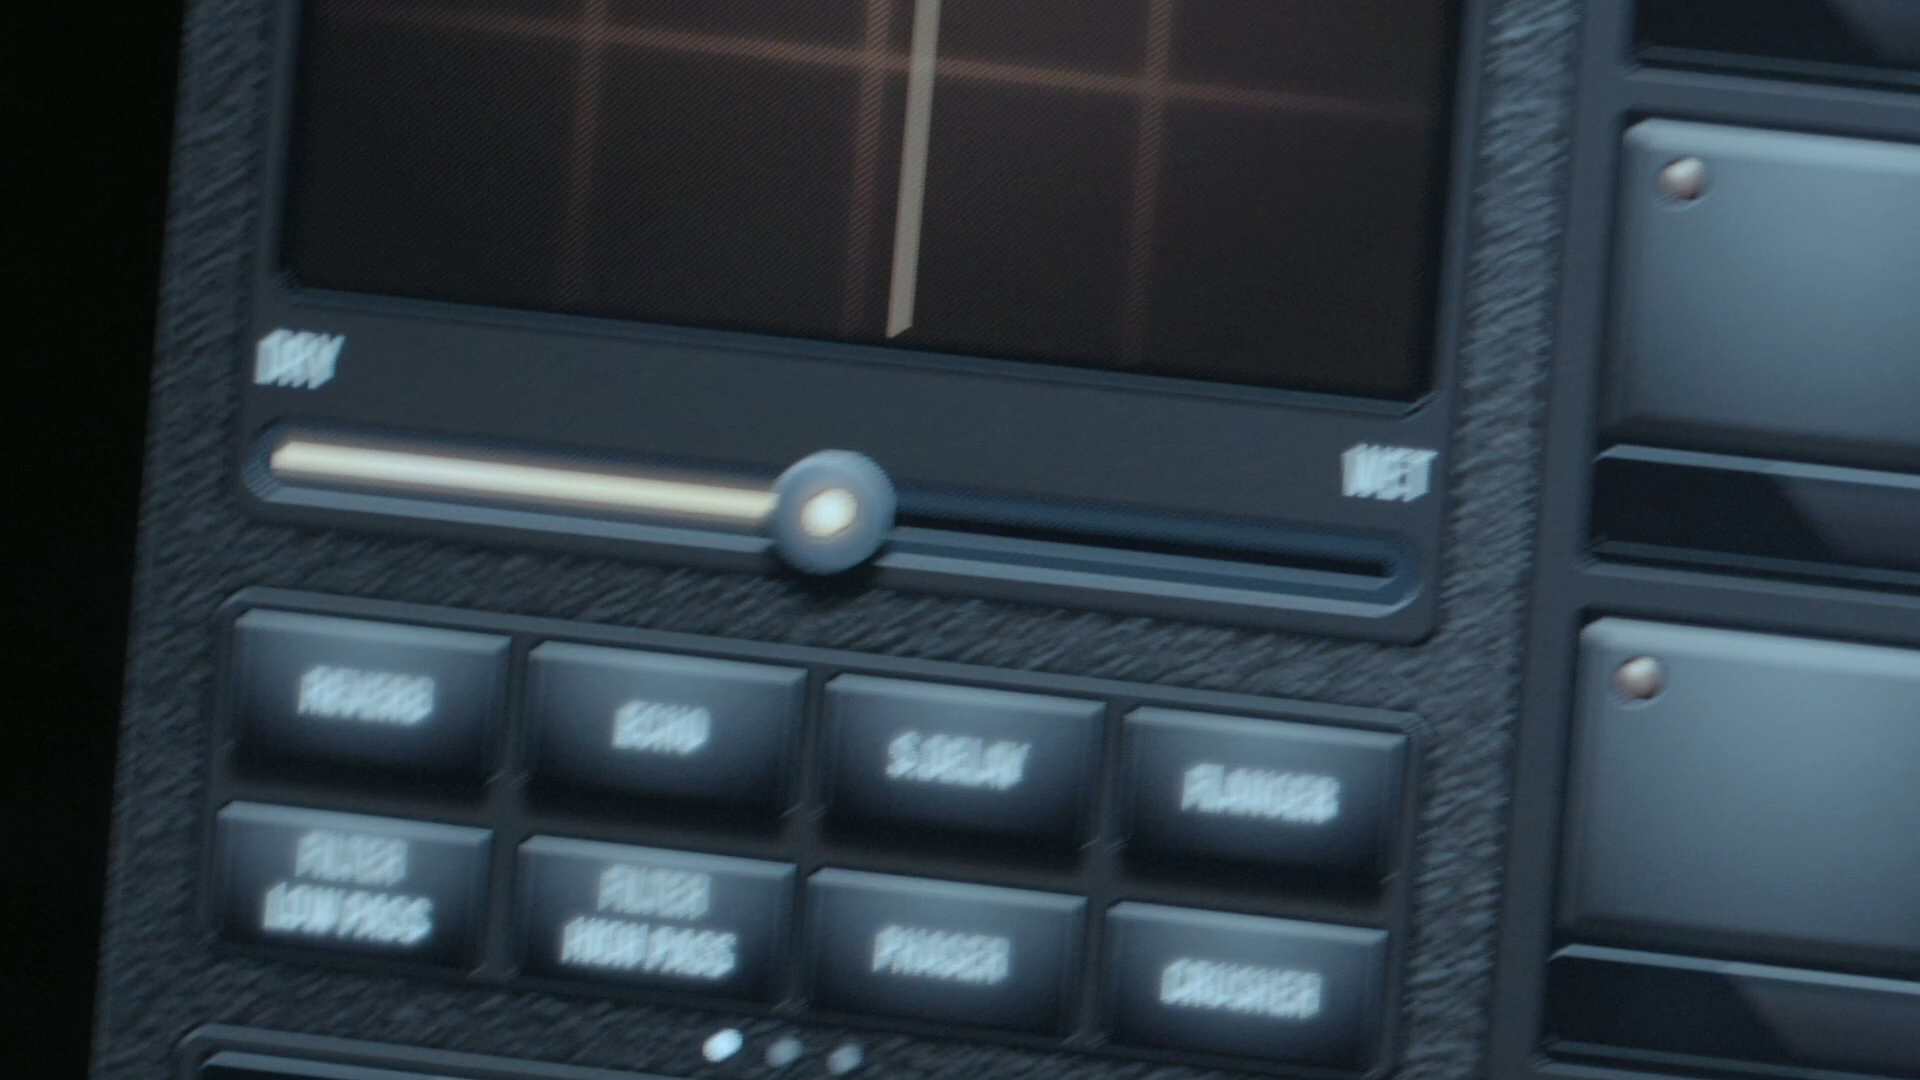 DRY
WET
REVERB
ECHO
S.DELAY
FLANGER
FILTER
LOW PASS
FILTER
HIGH PASS
PHASER
CRUSHER